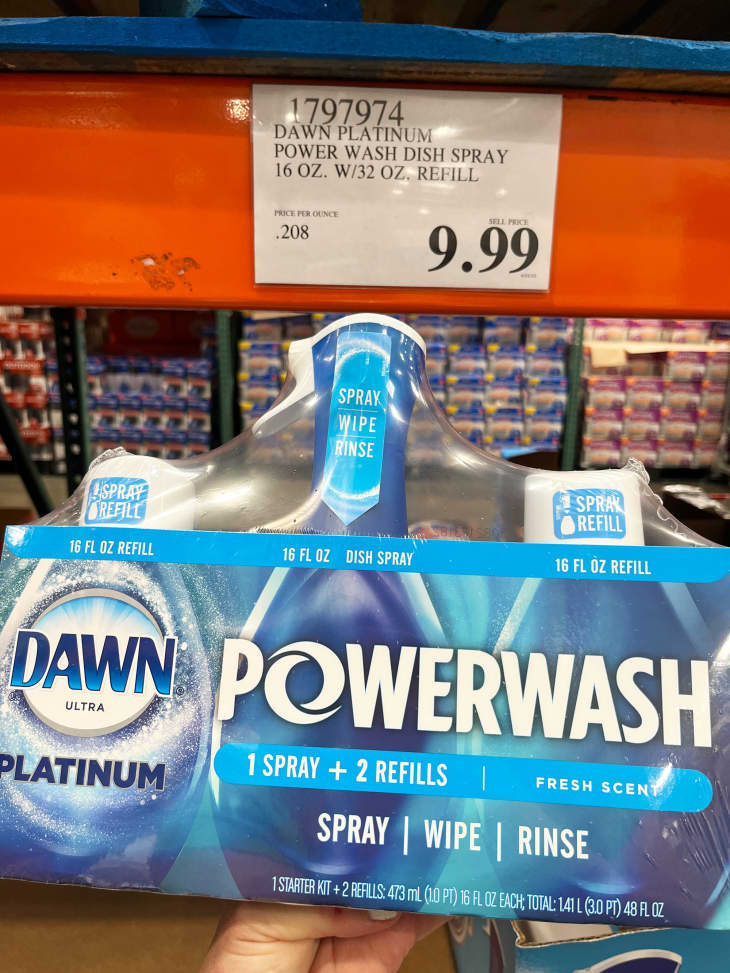 1797974
DAWN PLATINUM
POWER WASH DISH SPRAY
16 OZ. W/32 OZ. REFILL
PRICE PER OUNCE
.208
SELL PRICE
9.99
SPRAY
WIPE
RINSE
SPRAY
REFILL
SPRAY
REFILL
16 FL OZ REFILL
16 FL OZ DISH SPRAY
16 FL OZ REFILL
DAWN
ULTRA
PLATINUM
POWERWASH
1 SPRAY + 2 REFILLS | FRESH SCENT
SPRAY | WIPE | RINSE
1 STARTER KIT + 2 REFILLS: 473 mL (1.0 PT) 16 FL OZ EACH; TOTAL: 1.41 L (3.0 PT) 48 FL OZ